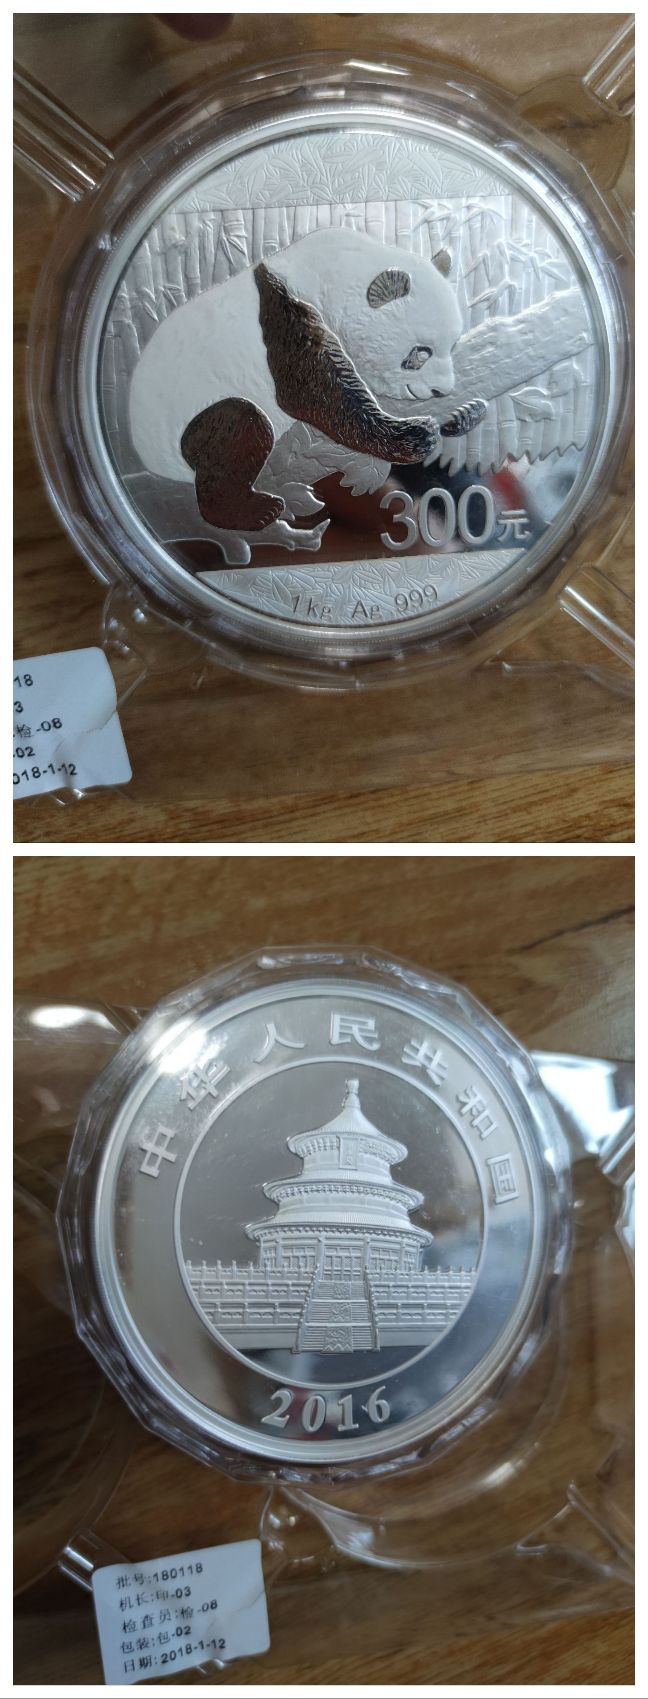 300元
1kg Ag 999
18
3
检-08
-02
018-1-12
中华人民共和国
2016
批号:180118
机长:印-03
检查员:检-08
包装:包-02
日期:2018-1-12